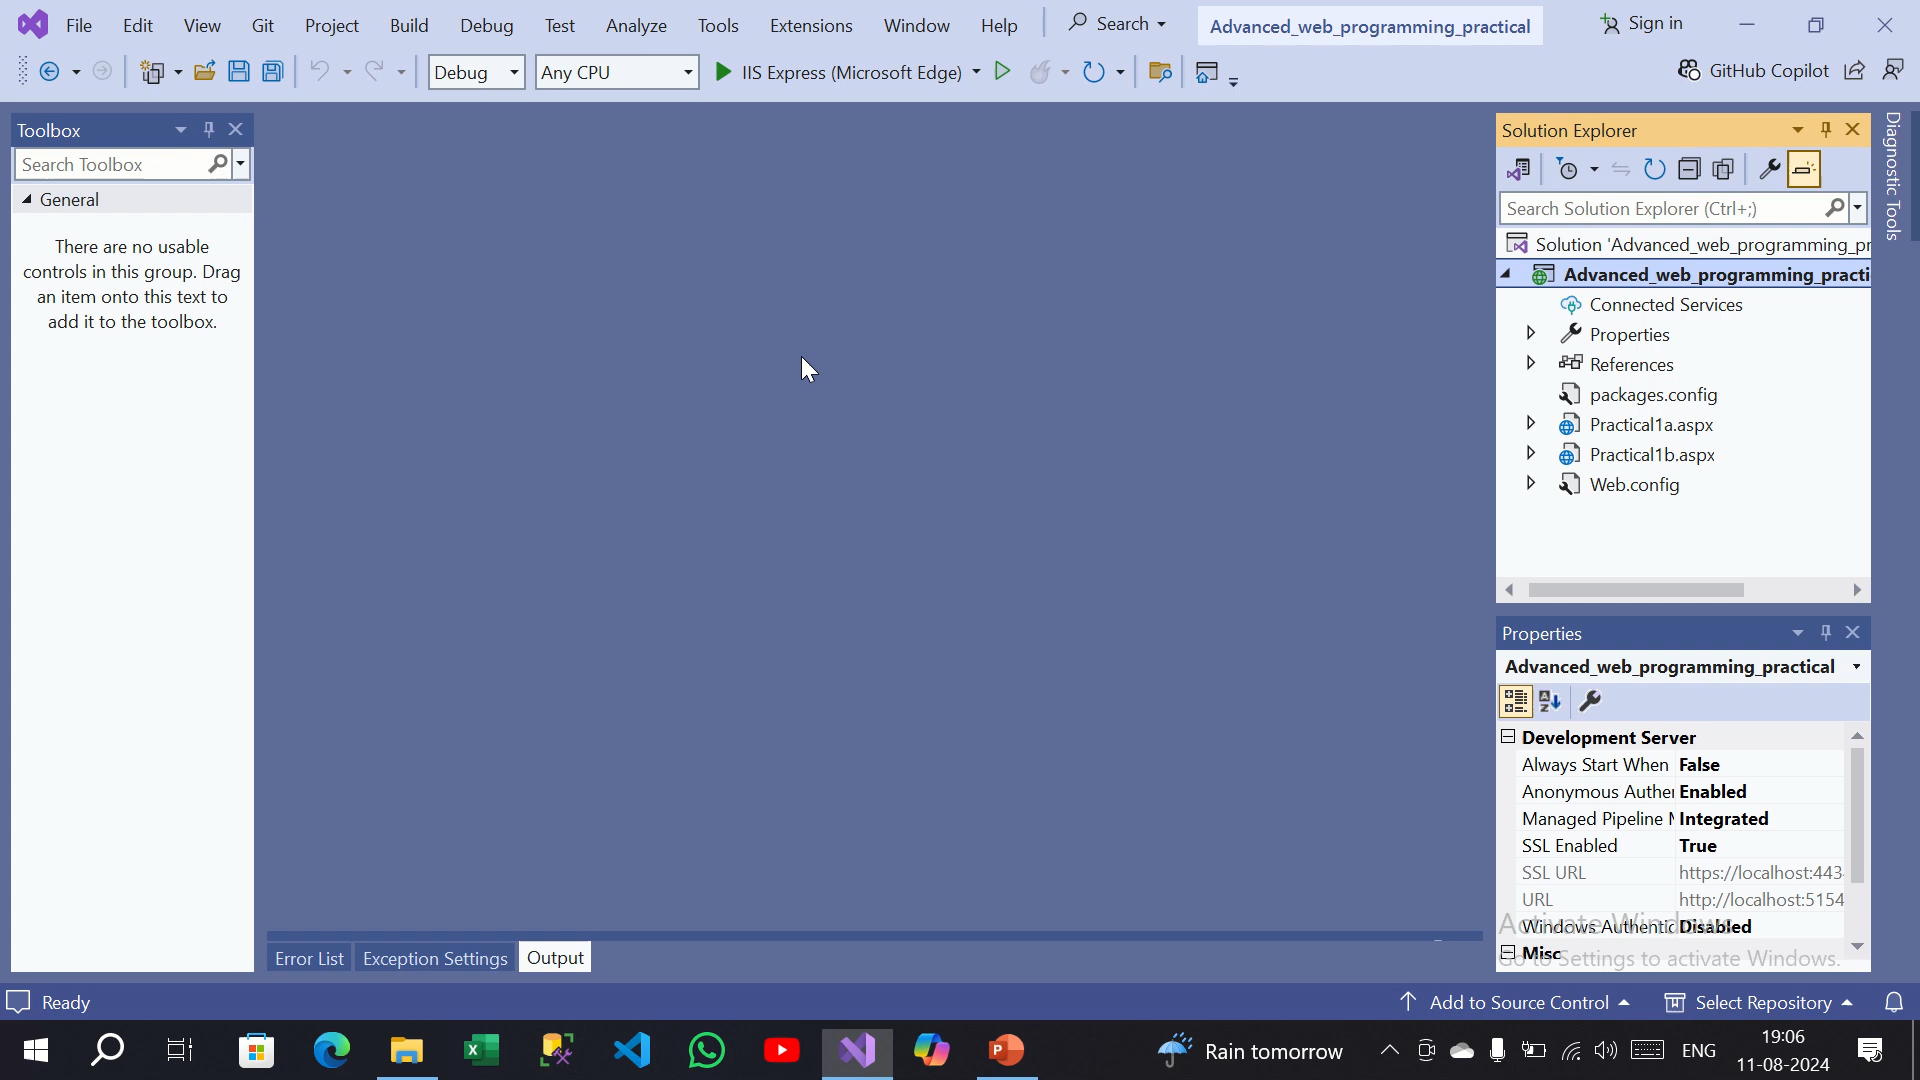 File Edit View Git Project Build Debug Test Analyze Tools Extensions Window Help Search Advanced_web_programming_practical Sign in
Debug Any CPU IIS Express (Microsoft Edge) GitHub Copilot
Toolbox
Search Toolbox
General
There are no usable
controls in this group. Drag
an item onto this text to
add it to the toolbox.
Solution Explorer
Search Solution Explorer (Ctrl+;)
Solution 'Advanced_web_programming_pr
Advanced_web_programming_practi
Connected Services
Properties
References
packages.config
Practical1a.aspx
Practical1b.aspx
Web.config
Diagnostic Tools
Properties
Advanced_web_programming_practical
Development Server
Always Start When False
Anonymous Authe Enabled
Managed Pipeline M Integrated
SSL Enabled True
SSL URL https://localhost:443
URL http://localhost:5154
Windows Authentic Disabled
Misc
Activate Windows
Go to Settings to activate Windows.
Error List Exception Settings Output
Ready Add to Source Control Select Repository
Rain tomorrow ENG 19:06
11-08-2024